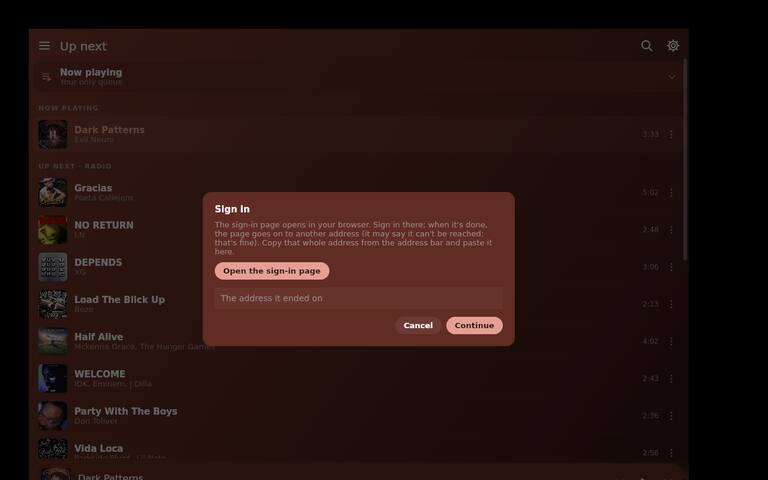 Up next
Now playing
Your only queue
NOW PLAYING
Dark Patterns
Evil Neuro
3:33
UP NEXT · RADIO
Gracias
Poeta Callejero
5:02
NO RETURN
LN
2:48
DEPENDS
XG
3:06
Load The Blick Up
Bozo
2:13
Half Alive
Mckenna Grace, The Hunger Games
4:02
WELCOME
IDK, Eminem, J Dilla
2:43
Party With The Boys
Don Toliver
2:36
Vida Loca
2:56
Dark Patterns
Sign in
The sign-in page opens in your browser. Sign in there; when it's done,
the page goes on to another address (it may say it can't be reached:
that's fine). Copy that whole address from the address bar and paste it
here.
Open the sign-in page
The address it ended on
Cancel
Continue